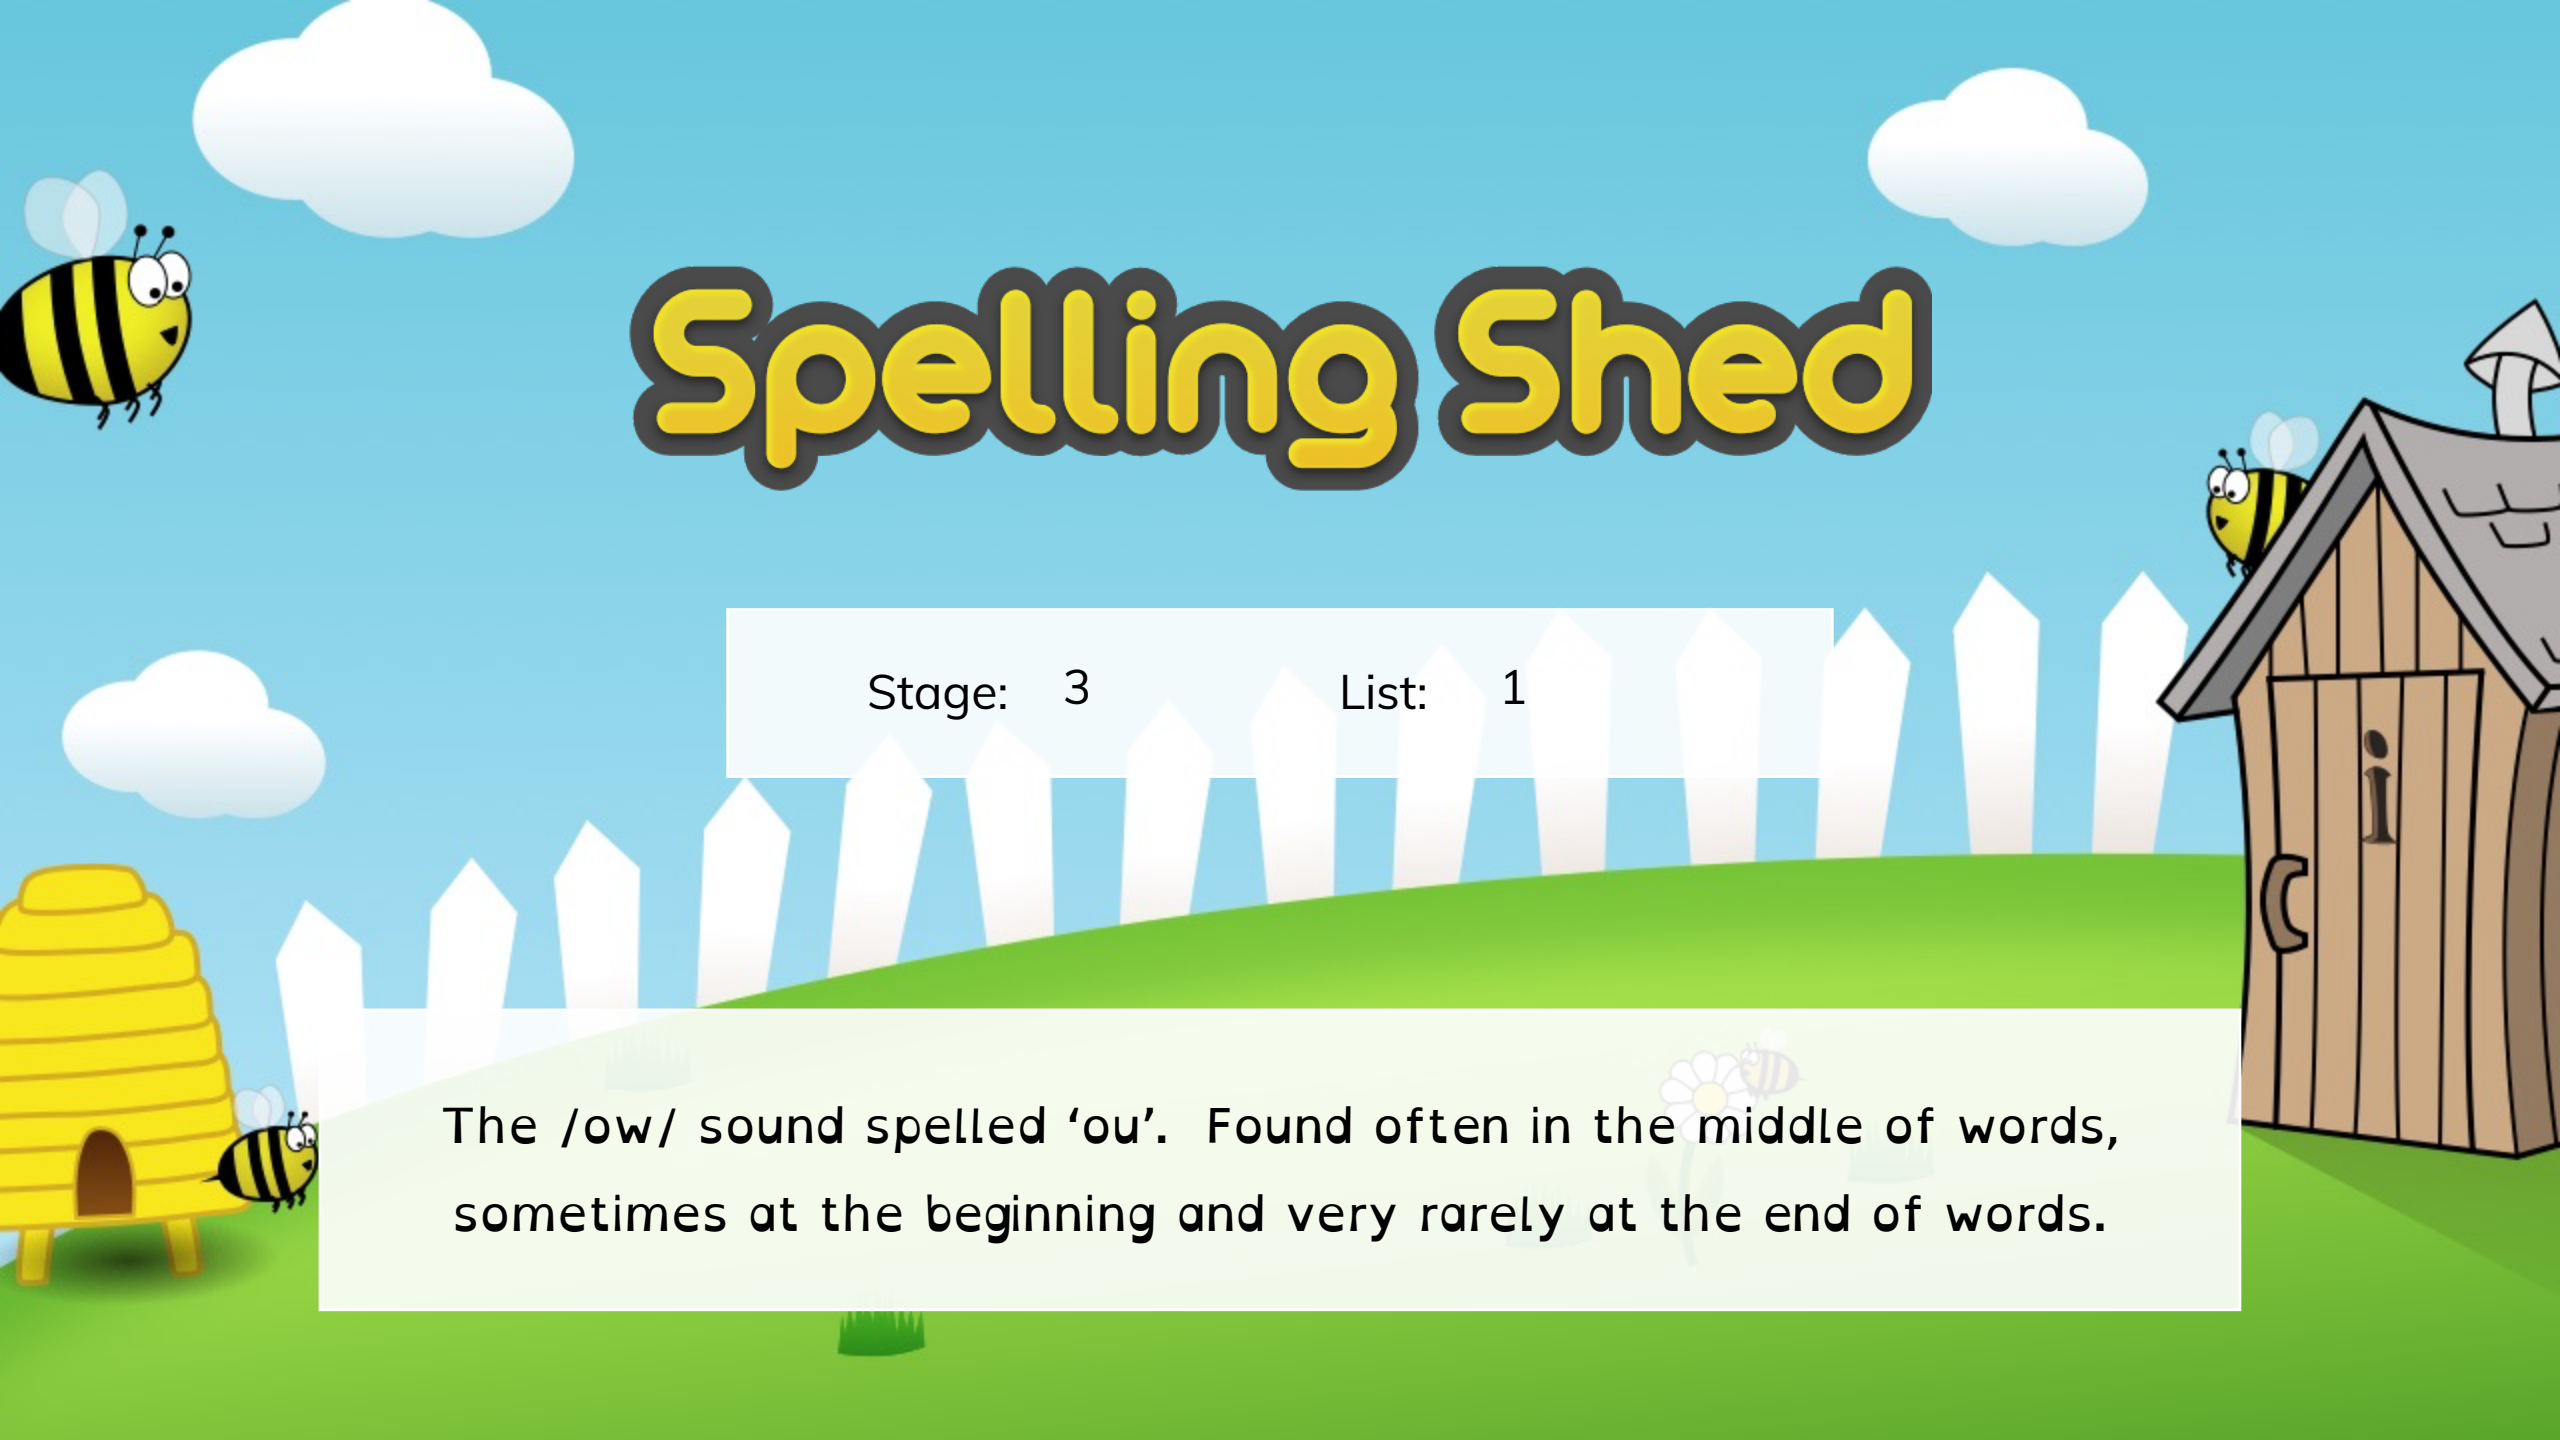 Spelling Shed
Stage: 3 List: 1
i
The /ow/ sound spelled ‘ou’.  Found often in the middle of words,
sometimes at the beginning and very rarely at the end of words.